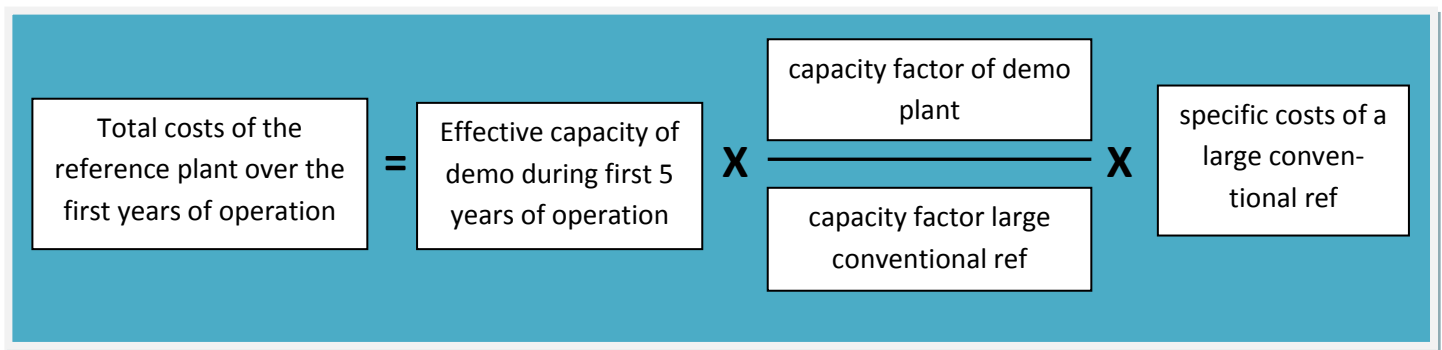 Total costs of the
reference plant over the
first years of operation
=
Effective capacity of
demo during first 5
years of operation
X
capacity factor of demo
plant
capacity factor large
conventional ref
X
specific costs of a
large conven-
tional ref